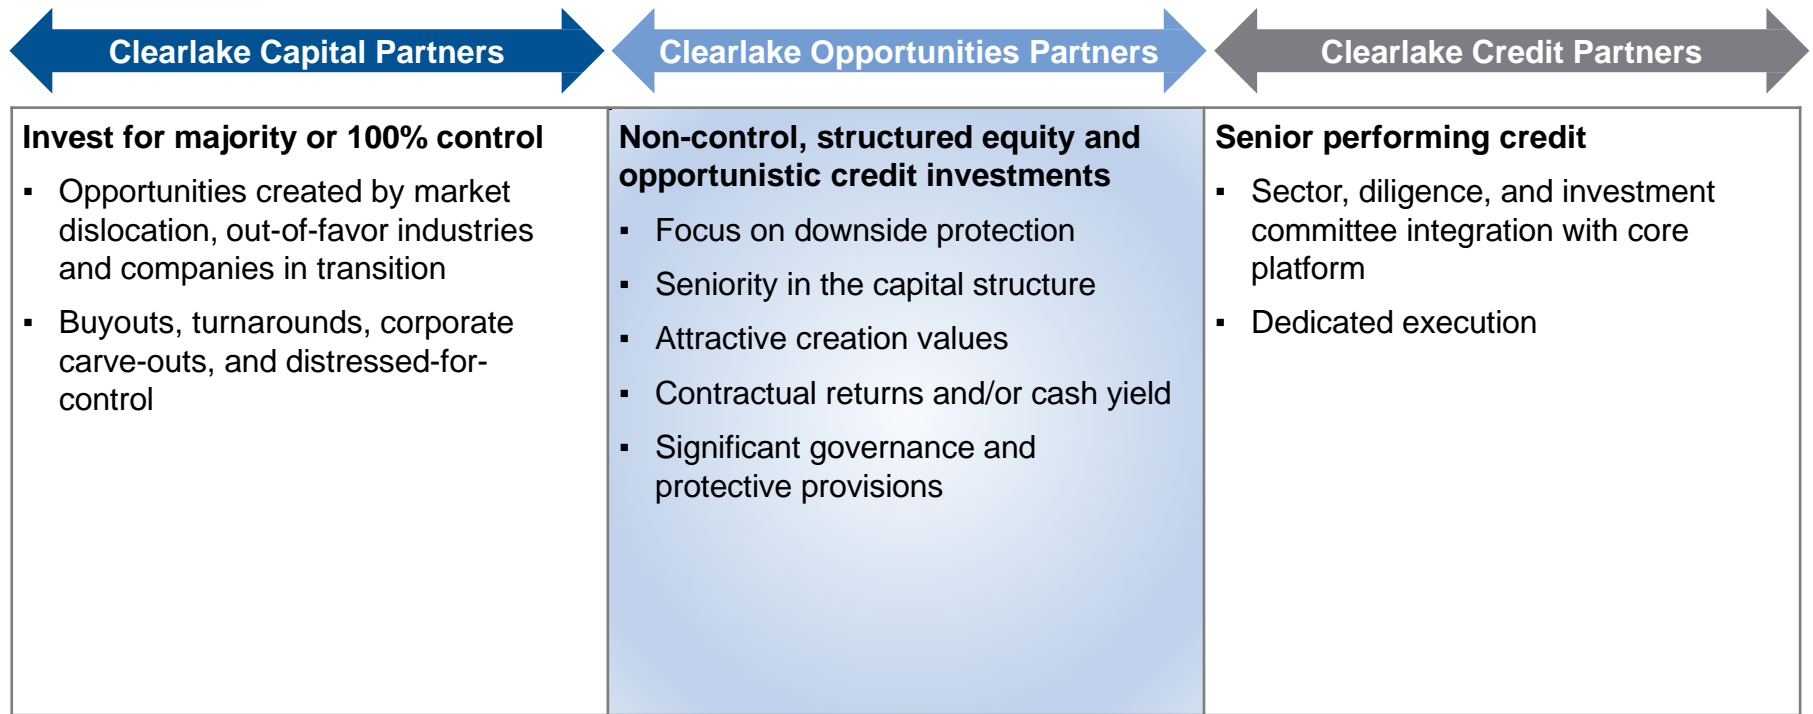 Clearlake Capital Partners
Clearlake Opportunities Partners
Clearlake Credit Partners
Invest for majority or 100% control
▪ Opportunities created by market
dislocation, out-of-favor industries
and companies in transition
▪ Buyouts, turnarounds, corporate
carve-outs, and distressed-for-
control
Non-control, structured equity and
opportunistic credit investments
▪ Focus on downside protection
▪ Seniority in the capital structure
▪ Attractive creation values
▪ Contractual returns and/or cash yield
▪ Significant governance and
protective provisions
Senior performing credit
▪ Sector, diligence, and investment
committee integration with core
platform
▪ Dedicated execution